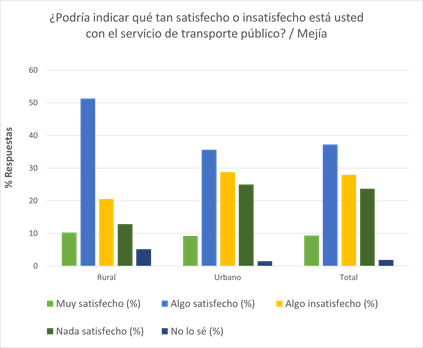 ¿Podría indicar qué tan satisfecho o insatisfecho está usted
con el servicio de transporte público? / Mejía
% Respuestas
60
50
40
30
20
10
0
Rural
Urbano
Total
Muy satisfecho (%)
Algo satisfecho (%)
Algo insatisfecho (%)
Nada satisfecho (%)
No lo sé (%)